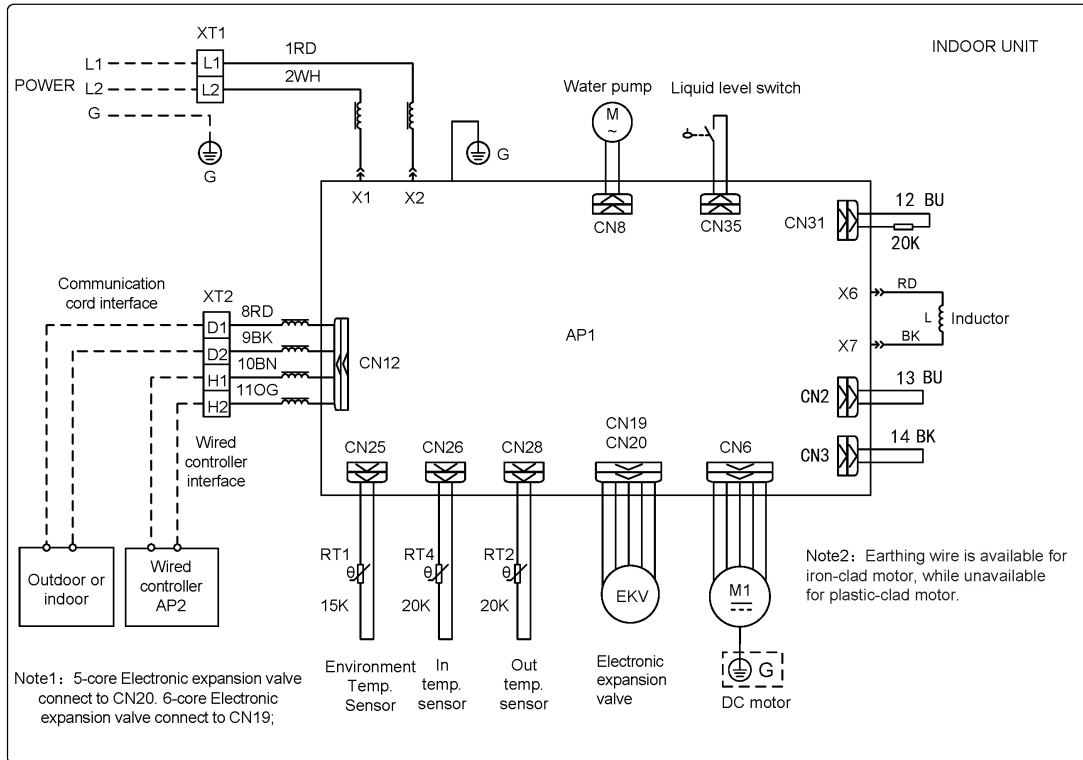 INDOOR UNIT
XT1
POWER
L1
L2
G
L1
L2
1RD
2WH
G
G
X1
X2
Water pump
M
~
CN8
Liquid level switch
CN35
CN31
12 BU
20K
X6
RD
L
Inductor
X7
BK
CN2
13 BU
CN3
14 BK
AP1
Communication
cord interface
XT2
D1
D2
H1
H2
8RD
9BK
10BN
11OG
CN12
Wired
controller
interface
Outdoor or
indoor
Wired
controller
AP2
CN25
CN26
CN28
CN19
CN20
CN6
RT1
θ
15K
RT4
θ
20K
RT2
θ
20K
EKV
M1
G
Environment
Temp.
Sensor
In
temp.
sensor
Out
temp.
sensor
Electronic
expansion
valve
DC motor
Note2: Earthing wire is available for
iron-clad motor, while unavailable
for plastic-clad motor.
Note1: 5-core Electronic expansion valve
connect to CN20. 6-core Electronic
expansion valve connect to CN19;